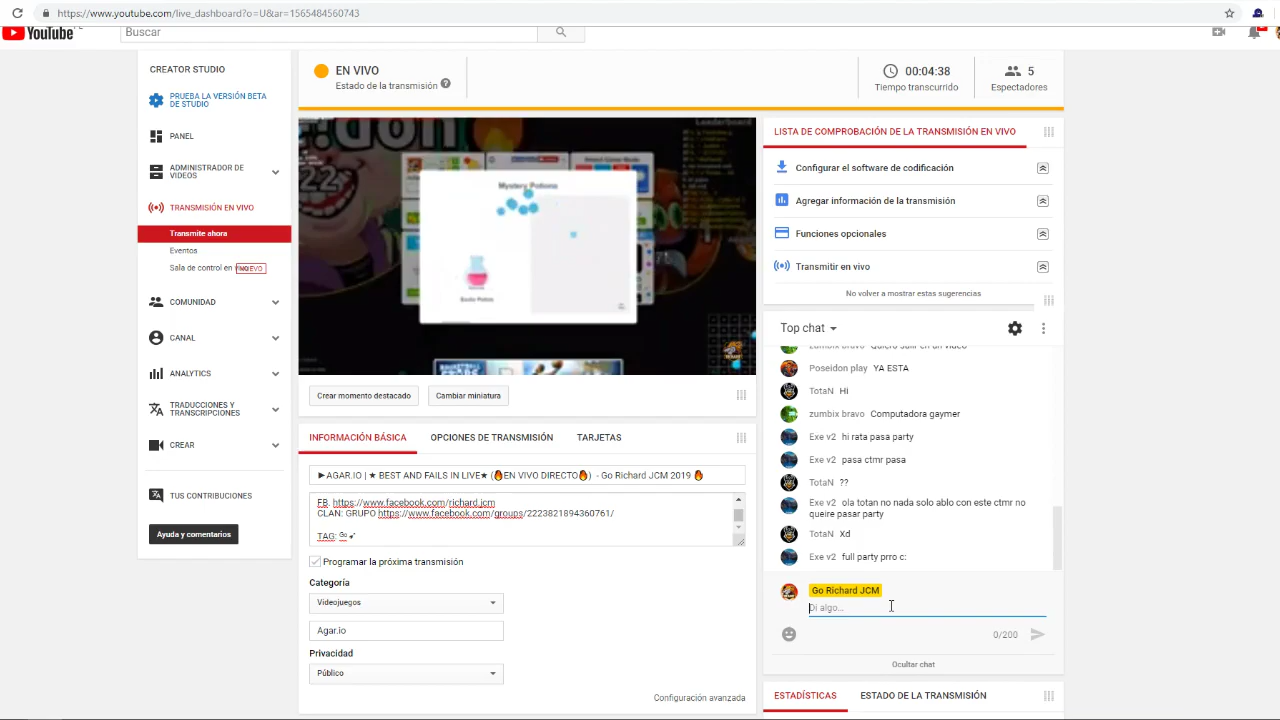 https://www.youtube.com/live_dashboard?o=U&ar=1565484560743
YouTube
Buscar
CREATOR STUDIO
PRUEBA LA VERSIÓN BETA
DE STUDIO
PANEL
ADMINISTRADOR DE
VIDEOS
TRANSMISIÓN EN VIVO
Transmite ahora
Eventos
Sala de control en
COMUNIDAD
CANAL
ANALYTICS
TRADUCCIONES Y
TRANSCRIPCIONES
CREAR
TUS CONTRIBUCIONES
Ayuda y comentarios
EN VIVO
Estado de la transmisión
00:04:38
Tiempo transcurrido
5
Espectadores
Leaderboard
Mystery Potions
Crear momento destacado
Cambiar miniatura
INFORMACIÓN BÁSICA
OPCIONES DE TRANSMISIÓN
TARJETAS
►AGAR.IO | ★ BEST AND FAILS IN LIVE★ (🔥EN VIVO DIRECTO🔥) - Go Richard JCM 2019 🔥
FB. https://www.facebook.com/richard.jcm
CLAN: GRUPO https://www.facebook.com/groups/2223821894360761/
TAG: ᴳᵒ➹
Programar la próxima transmisión
Categoría
Videojuegos
Agar.io
Privacidad
Público
Configuración avanzada
LISTA DE COMPROBACIÓN DE LA TRANSMISIÓN EN VIVO
Configurar el software de codificación
Agregar información de la transmisión
Funciones opcionales
Transmitir en vivo
No volver a mostrar estas sugerencias
Top chat
zumbix bravo Quiero salir en un video
Poseidon play YA ESTA
TotaN Hi
zumbix bravo Computadora gaymer
Exe v2 hi rata pasa party
Exe v2 pasa ctmr pasa
TotaN ??
Exe v2 ola totan no nada solo ablo con este ctmr no
queire pasar party
TotaN Xd
Exe v2 full party prro c:
Go Richard JCM
Di algo...
0/200
Ocultar chat
ESTADÍSTICAS
ESTADO DE LA TRANSMISIÓN